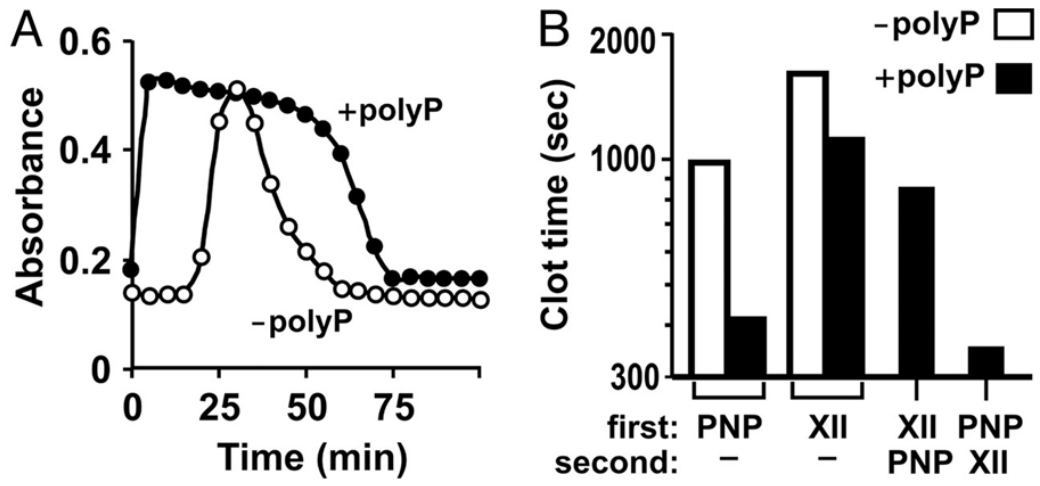 A
0.6
0.4
0.2
0
Absorbance
+polyP
−polyP
0 25 50 75
Time (min)
B
−polyP
+polyP
2000
1000
300
Clot time (sec)
first: PNP XII XII PNP
second: – – PNP XII